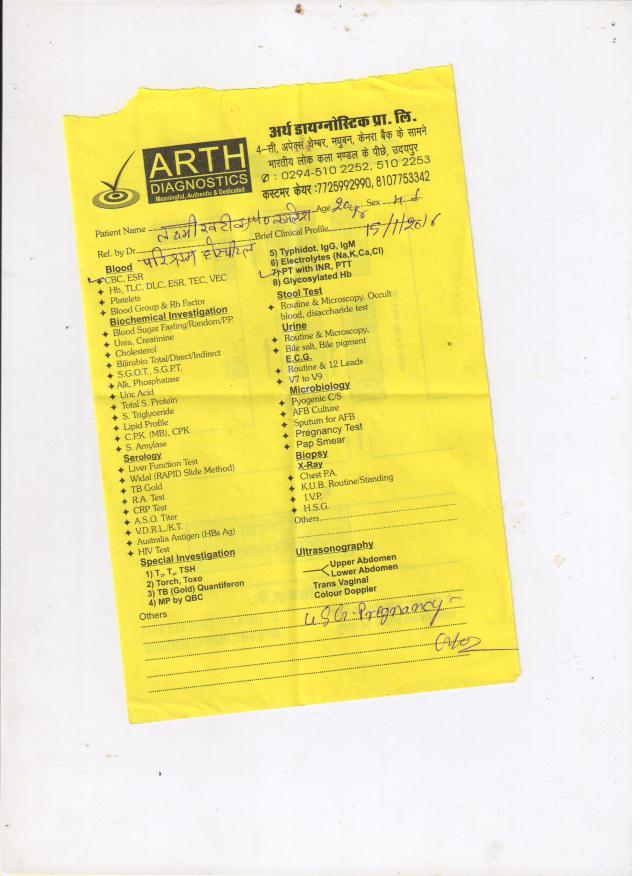 ARTH
DIAGNOSTICS
Meaningful, Authentic & Dedicated
अर्थ डायग्नोस्टिक प्रा. लि.
4-सी, अपेक्स चेम्बर, मधुबन, केनरा बैंक के सामने
भारतीय लोक कला मण्डल के पीछे, उदयपुर
✆ : 0294-510 2252, 510 2253
कस्टमर केयर :7725992990, 8107753342
Patient Name Age Sex
Ref. by Dr. परिश्रम Brief Clinical Profile 15/1/2016
Blood
CBC, ESR
Hb, TLC, DLC, ESR, TEC, VEC
Platelets
Blood Group & Rh Factor
Biochemical Investigation
Blood Sugar Fasting/Random/P.P.
Urea, Creatinine
Cholesterol
Bilirubin Total/Direct/Indirect
S.G.O.T., S.G.P.T.
Alk, Phosphatase
Uric Acid
Total S. Protein
S. Triglyceride
Lipid Profile
C.P.K. (MB), CPK
S. Amylase
Serology
Liver Function Test
Widal (RAPID Slide Method)
TB Gold
R.A. Test
CRP Test
A.S.O. Titer
V.D.R.L./K.T.
Australia Antigen (HBs Ag)
HIV Test
Special Investigation
1) T₃, T₄, TSH
2) Torch, Toxo
3) TB (Gold) Quantiferon
4) MP by QBC
Others
5) Typhidot. IgG, IgM
6) Electrolytes (Na,K,Ca,Cl)
7) PT with INR, PTT
8) Glycosylated Hb
Stool Test
Routine & Microscopy, Occult
blood, disaccharide test
Urine
Routine & Microscopy,
Bile salt, Bile pigment
E.C.G.
Routine & 12 Leads
V7 to V9
Microbiology
Pyogenic C/S
AFB Culture
Sputum for AFB
Pregnancy Test
Pap Smear
Biopsy
X-Ray
Chest P.A.
K.U.B. Routine/Standing
I.V.P.
H.S.G.
Others
Ultrasonography
Upper Abdomen
Lower Abdomen
Trans Vaginal
Colour Doppler
USG-Pregnancy-